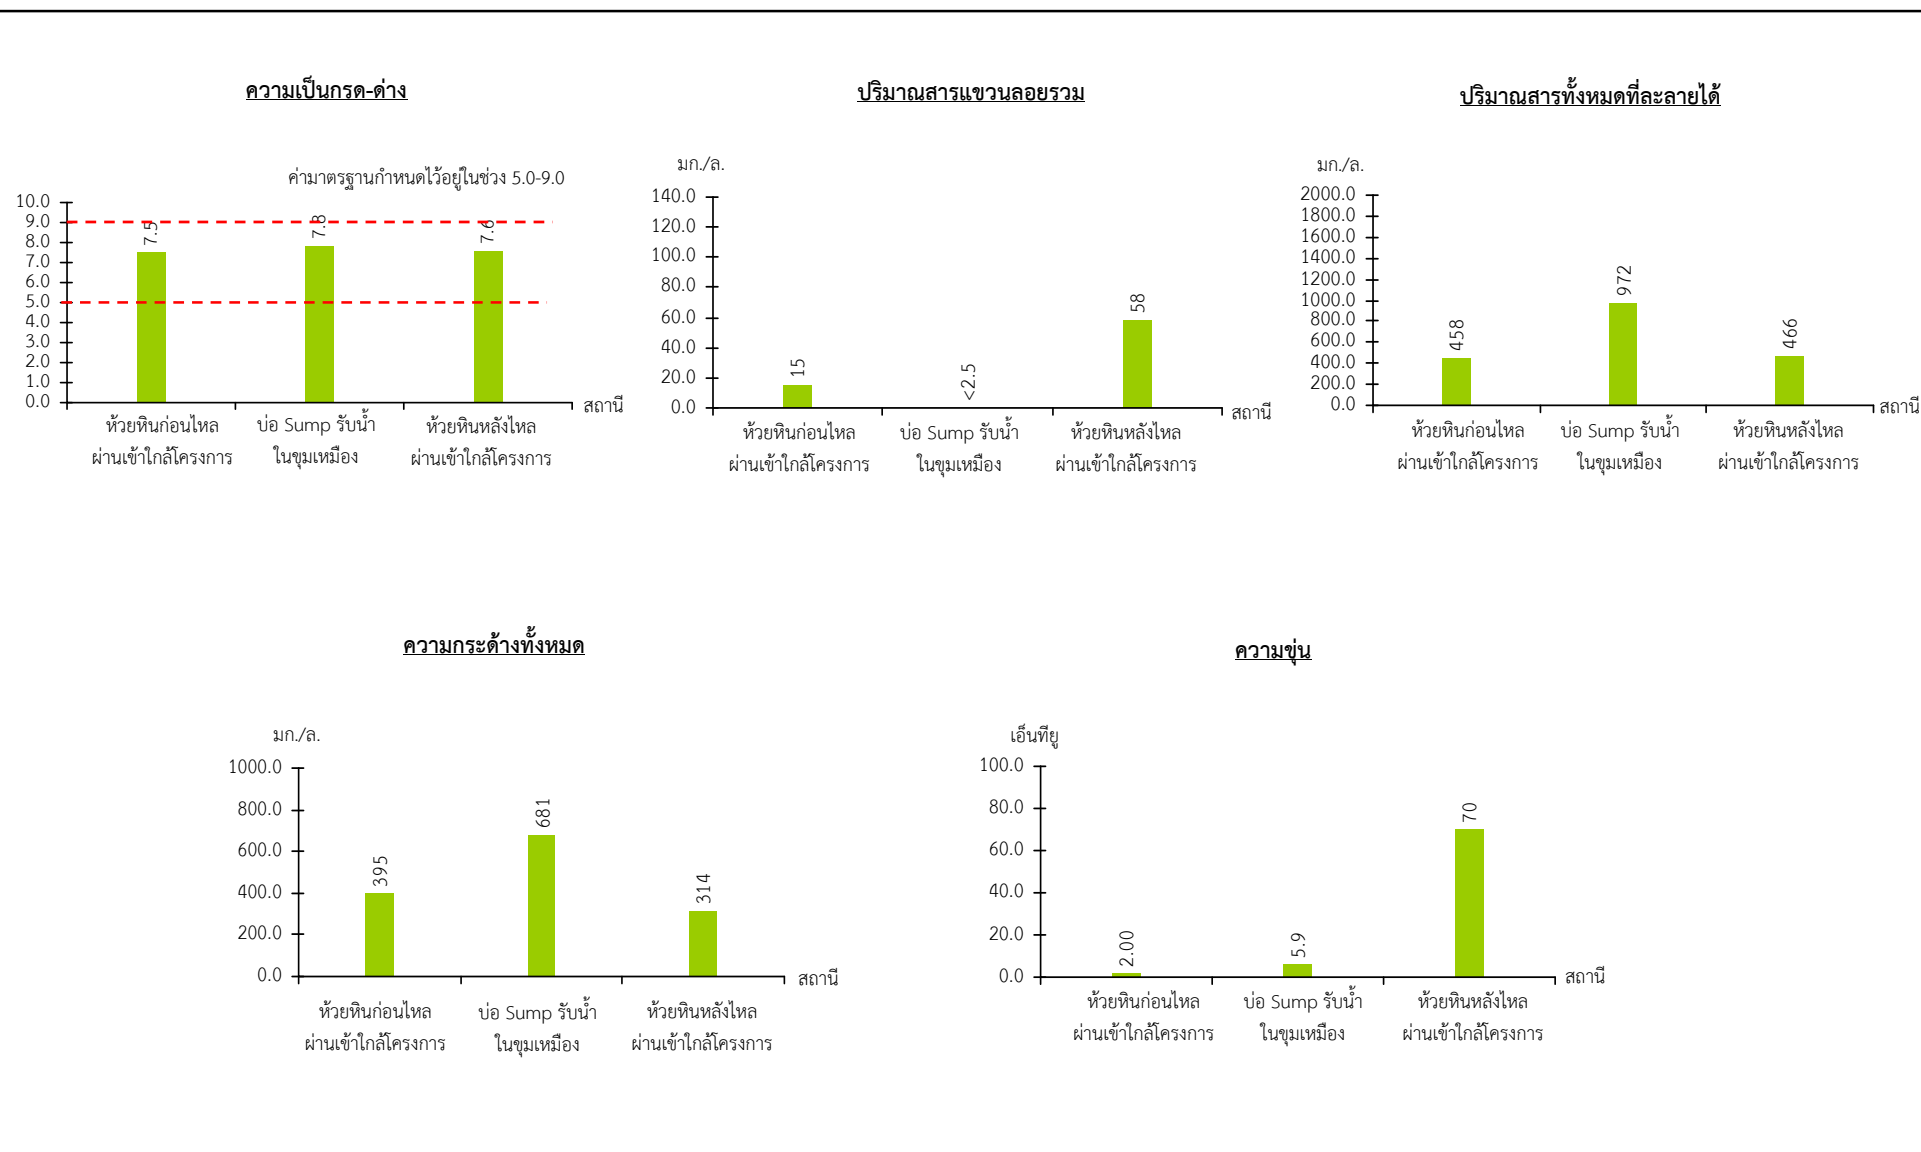 ความเป็นกรด-ด่าง
ค่ามาตรฐานกำหนดไว้อยู่ในช่วง 5.0-9.0
10.0
9.0
8.0
7.0
6.0
5.0
4.0
3.0
2.0
1.0
0.0
7.5
7.8
7.6
สถานี
ห้วยหินก่อนไหล
ผ่านเข้าใกล้โครงการ
บ่อ Sump รับน้ำ
ในขุมเหมือง
ห้วยหินหลังไหล
ผ่านเข้าใกล้โครงการ
ปริมาณสารแขวนลอยรวม
มก./ล.
140.0
120.0
100.0
80.0
60.0
40.0
20.0
0.0
15
<2.5
58
สถานี
ห้วยหินก่อนไหล
ผ่านเข้าใกล้โครงการ
บ่อ Sump รับน้ำ
ในขุมเหมือง
ห้วยหินหลังไหล
ผ่านเข้าใกล้โครงการ
ปริมาณสารทั้งหมดที่ละลายได้
มก./ล.
2000.0
1800.0
1600.0
1400.0
1200.0
1000.0
800.0
600.0
400.0
200.0
0.0
458
972
466
สถานี
ห้วยหินก่อนไหล
ผ่านเข้าใกล้โครงการ
บ่อ Sump รับน้ำ
ในขุมเหมือง
ห้วยหินหลังไหล
ผ่านเข้าใกล้โครงการ
ความกระด้างทั้งหมด
มก./ล.
1000.0
800.0
600.0
400.0
200.0
0.0
395
681
314
สถานี
ห้วยหินก่อนไหล
ผ่านเข้าใกล้โครงการ
บ่อ Sump รับน้ำ
ในขุมเหมือง
ห้วยหินหลังไหล
ผ่านเข้าใกล้โครงการ
ความขุ่น
เอ็นทียู
100.0
80.0
60.0
40.0
20.0
0.0
2.00
5.9
70
สถานี
ห้วยหินก่อนไหล
ผ่านเข้าใกล้โครงการ
บ่อ Sump รับน้ำ
ในขุมเหมือง
ห้วยหินหลังไหล
ผ่านเข้าใกล้โครงการ